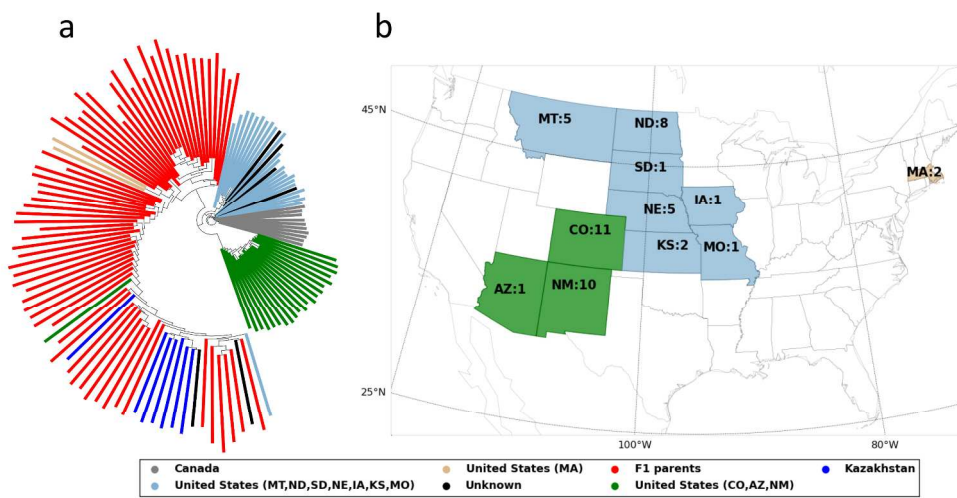 a
b
45°N
25°N
100°W
80°W
MT:5
ND:8
SD:1
NE:5
IA:1
KS:2
MO:1
CO:11
AZ:1
NM:10
MA:2
Canada
United States (MT,ND,SD,NE,IA,KS,MO)
United States (MA)
Unknown
F1 parents
United States (CO,AZ,NM)
Kazakhstan